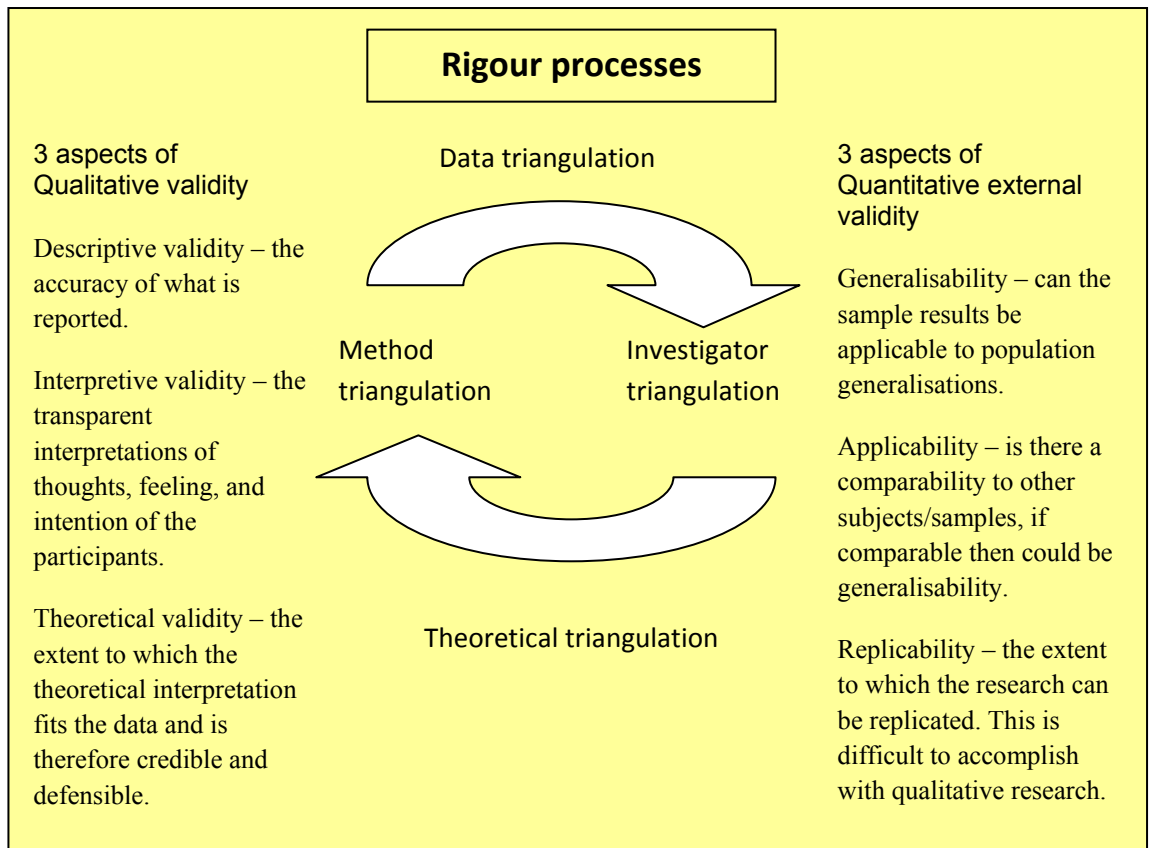 Rigour processes
3 aspects of
Qualitative validity
Descriptive validity – the
accuracy of what is
reported.
Interpretive validity – the
transparent
interpretations of
thoughts, feeling, and
intention of the
participants.
Theoretical validity – the
extent to which the
theoretical interpretation
fits the data and is
therefore credible and
defensible.
Data triangulation
Method
triangulation
Investigator
triangulation
Theoretical triangulation
3 aspects of
Quantitative external
validity
Generalisability – can the
sample results be
applicable to population
generalisations.
Applicability – is there a
comparability to other
subjects/samples, if
comparable then could be
generalisability.
Replicability – the extent
to which the research can
be replicated. This is
difficult to accomplish
with qualitative research.